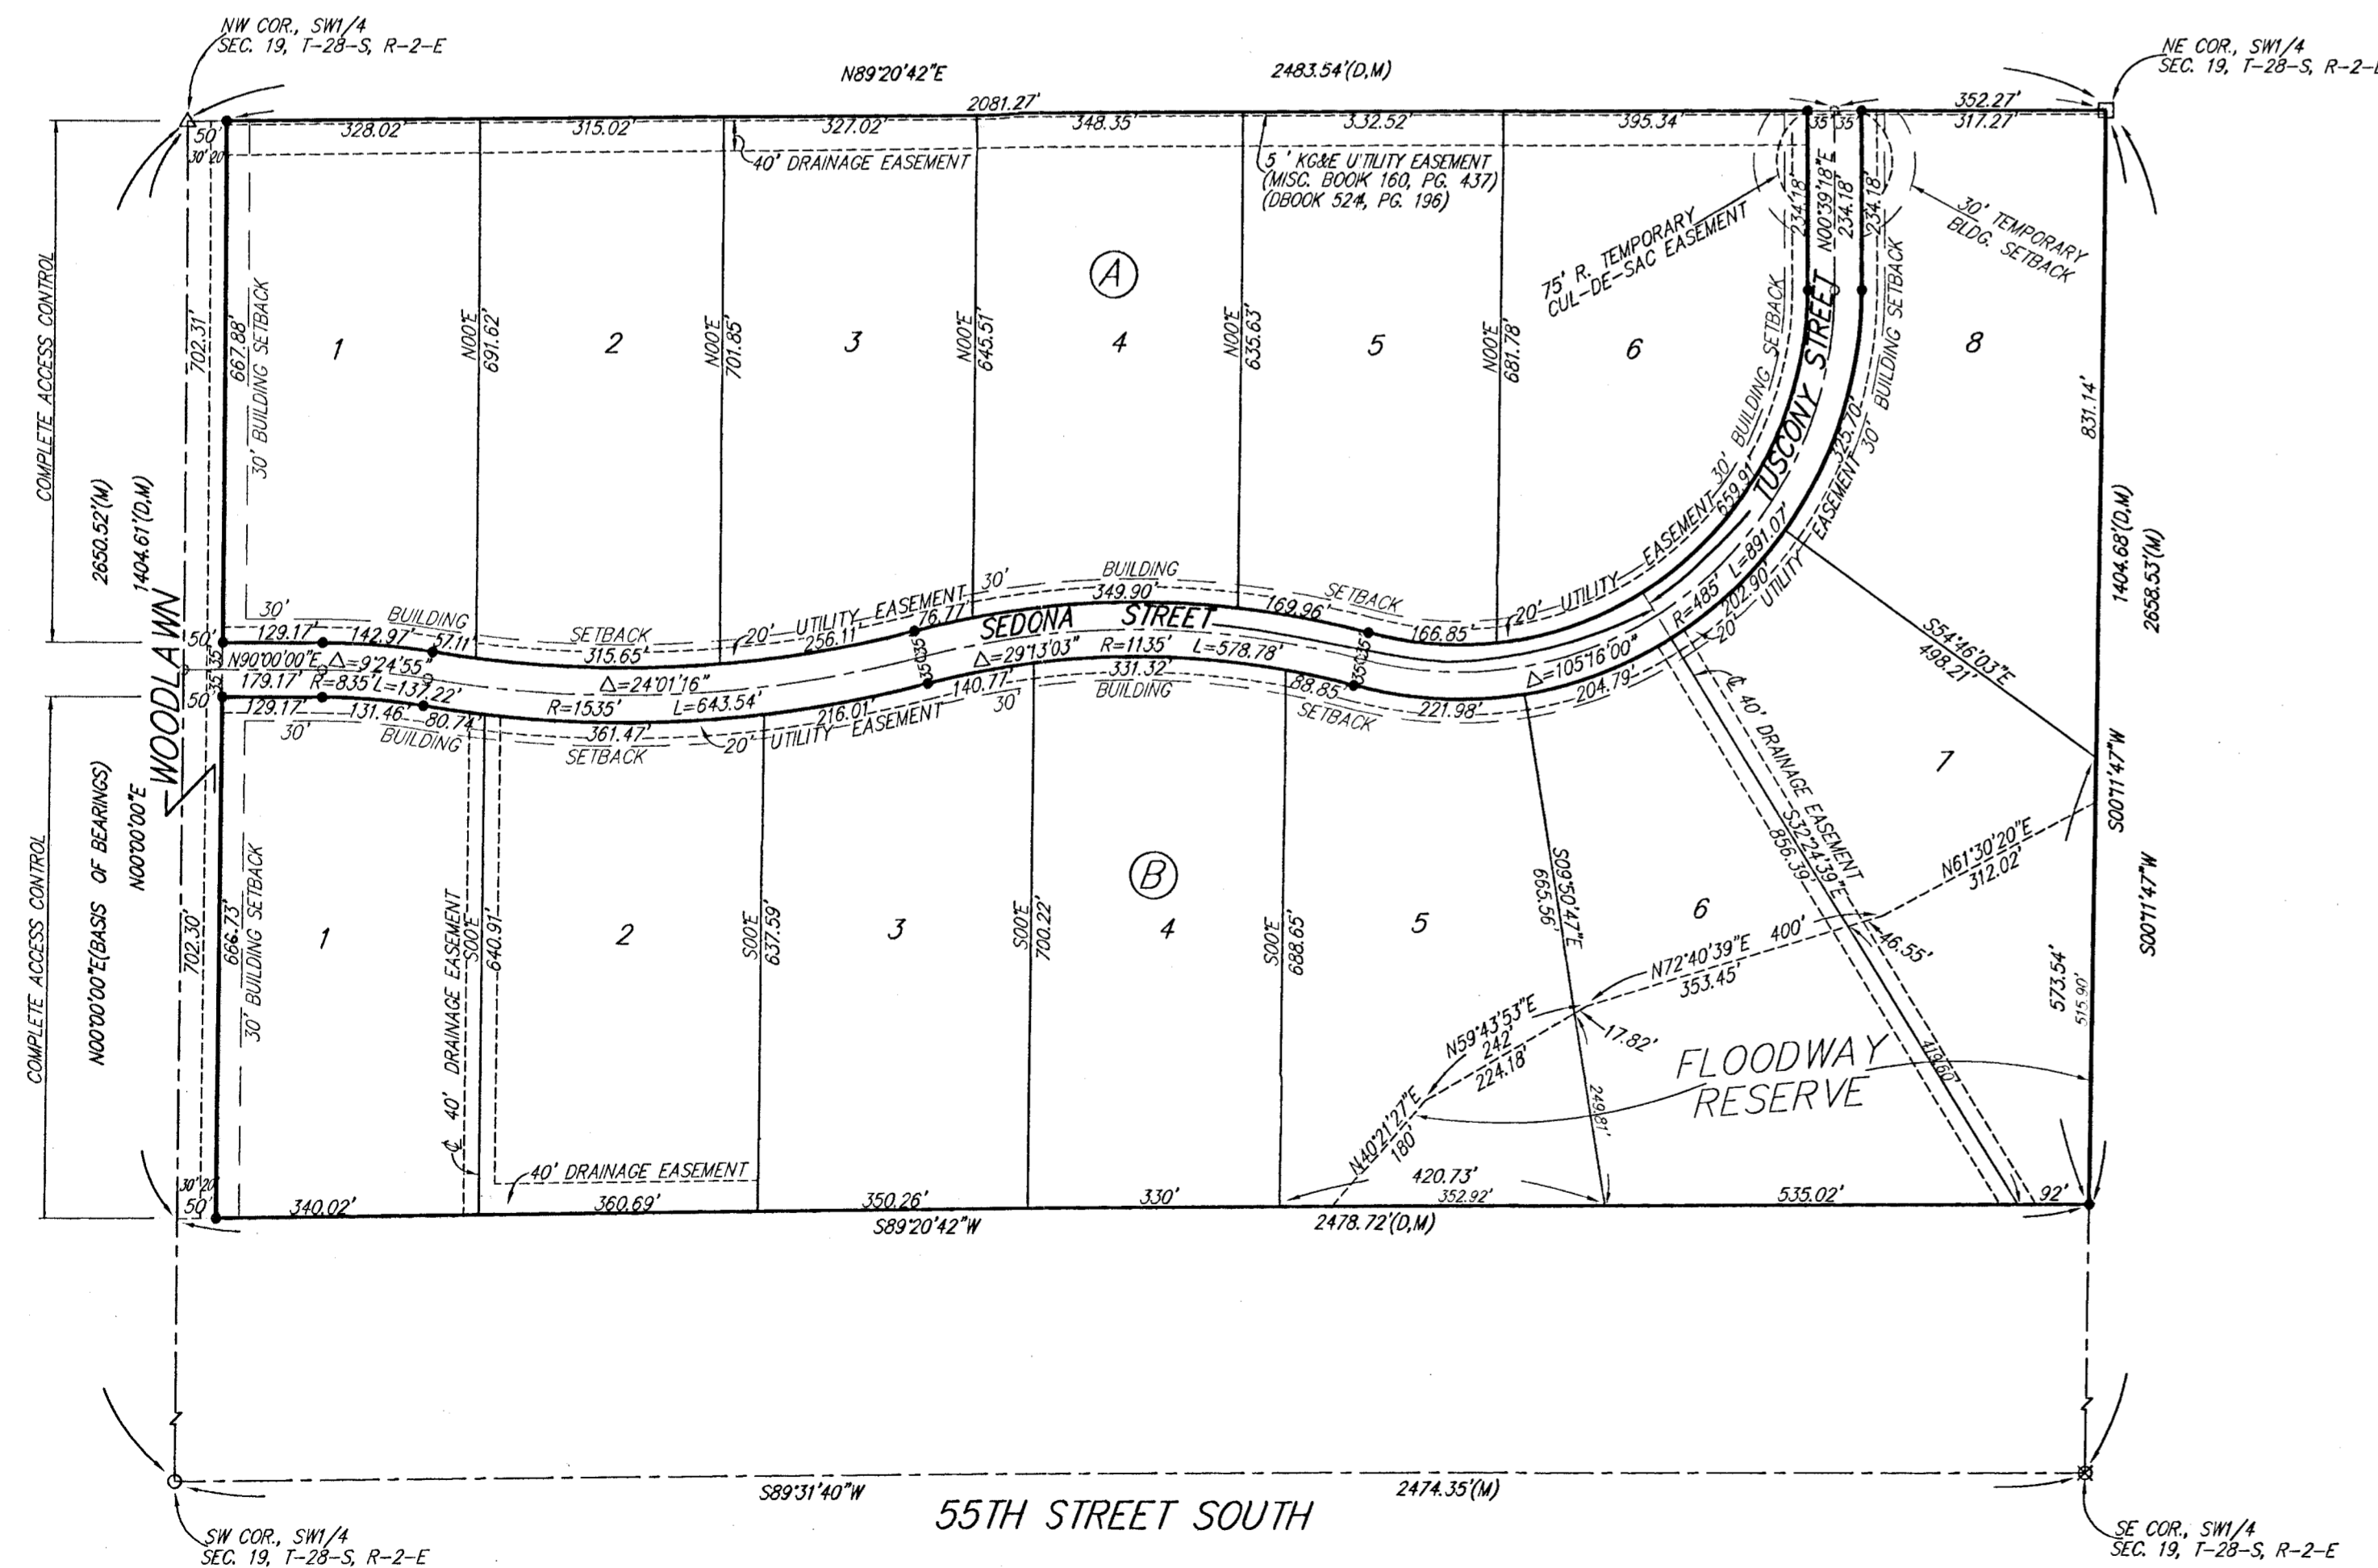 NW COR., SW1/4
SEC. 19, T-28-S, R-2-E
NE COR., SW1/4
SEC. 19, T-28-S, R-2-E
N89°20'42"E
2483.54'(D,M)
2081.27'
352.27'
50'
328.02'
315.02'
327.02'
348.35'
332.52'
395.34'
35'
35'
317.27'
30'
20'
40' DRAINAGE EASEMENT
5 ' KG&E UTILITY EASEMENT
(MISC. BOOK 160, PG. 437)
(DBOOK 524, PG. 196)
75' R. TEMPORARY
CUL-DE-SAC EASEMENT
30' TEMPORARY
BLDG. SETBACK
234.18'
N00°39'18"E
234.18'
234.18'
COMPLETE ACCESS CONTROL
702.31'
667.88'
30' BUILDING SETBACK
1
N00°E
691.62'
2
N00°E
701.85'
3
N00°E
645.51'
A
4
N00°E
635.63'
5
N00°E
681.78'
6
8
30' BUILDING SETBACK
TUSCONY STREET
30' BUILDING SETBACK
659.91'
325.70'
831.14'
2650.52'(M)
1404.61'(D,M)
1404.68'(D,M)
2658.53'(M)
WOODLAWN
50'
35'
35'
50'
30'
BUILDING
SETBACK
129.17'
142.97'
57.11'
315.65'
20' UTILITY EASEMENT
256.11'
76.77'
30'
BUILDING
SETBACK
349.90'
169.96'
166.85'
20' UTILITY EASEMENT
SEDONA STREET
35'
35'
35'
35'
N90°00'00"E
179.17'
Δ=9°24'55"
R=835'
L=137.22'
Δ=24°01'16"
R=1535'
L=643.54'
Δ=29°13'03"
R=1135'
L=578.78'
Δ=105°16'00"
R=485'
L=891.07'
129.17'
131.46'
80.74'
30'
BUILDING
SETBACK
361.47'
20' UTILITY EASEMENT
216.01'
140.77'
30'
331.32'
BUILDING
SETBACK
88.85'
221.98'
204.79'
202.90'
20' UTILITY EASEMENT
S54°46'03"E
498.21'
7
℄ 40' DRAINAGE EASEMENT
S32°24'39"E
856.39'
S00°11'47"W
S00°11'47"W
N00°00'00"E(BASIS OF BEARINGS)
N00°00'00"E
COMPLETE ACCESS CONTROL
702.30'
666.73'
30' BUILDING SETBACK
1
℄ 40' DRAINAGE EASEMENT
S00°E
640.91'
2
S00°E
637.59'
3
S00°E
700.22'
B
4
S00°E
688.65'
5
S09°50'47"E
665.56'
6
N61°30'20"E
312.02'
46.55'
N72°40'39"E
400'
353.45'
N59°43'53"E
242'
224.18'
17.82'
N40°21'27"E
180'
FLOODWAY
RESERVE
249.81'
419.60'
573.54'
515.90'
40' DRAINAGE EASEMENT
30'
20'
50'
340.02'
360.69'
350.26'
330'
420.73'
352.92'
535.02'
92'
S89°20'42"W
2478.72'(D,M)
S89°31'40"W
2474.35'(M)
55TH STREET SOUTH
SW COR., SW1/4
SEC. 19, T-28-S, R-2-E
SE COR., SW1/4
SEC. 19, T-28-S, R-2-E